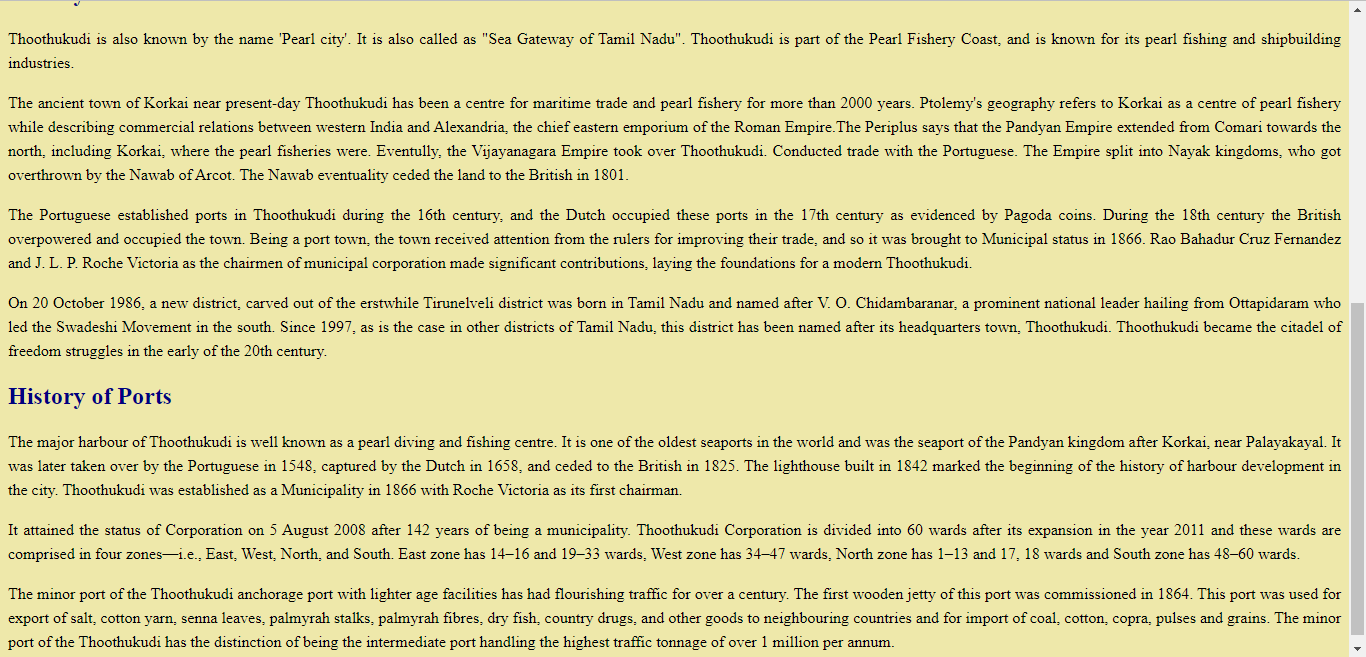 Thoothukudi is also known by the name 'Pearl city'. It is also called as "Sea Gateway of Tamil Nadu". Thoothukudi is part of the Pearl Fishery Coast, and is known for its pearl fishing and shipbuilding
industries.
The ancient town of Korkai near present-day Thoothukudi has been a centre for maritime trade and pearl fishery for more than 2000 years. Ptolemy's geography refers to Korkai as a centre of pearl fishery
while describing commercial relations between western India and Alexandria, the chief eastern emporium of the Roman Empire.The Periplus says that the Pandyan Empire extended from Comari towards the
north, including Korkai, where the pearl fisheries were. Eventully, the Vijayanagara Empire took over Thoothukudi. Conducted trade with the Portuguese. The Empire split into Nayak kingdoms, who got
overthrown by the Nawab of Arcot. The Nawab eventuality ceded the land to the British in 1801.
The Portuguese established ports in Thoothukudi during the 16th century, and the Dutch occupied these ports in the 17th century as evidenced by Pagoda coins. During the 18th century the British
overpowered and occupied the town. Being a port town, the town received attention from the rulers for improving their trade, and so it was brought to Municipal status in 1866. Rao Bahadur Cruz Fernandez
and J. L. P. Roche Victoria as the chairmen of municipal corporation made significant contributions, laying the foundations for a modern Thoothukudi.
On 20 October 1986, a new district, carved out of the erstwhile Tirunelveli district was born in Tamil Nadu and named after V. O. Chidambaranar, a prominent national leader hailing from Ottapidaram who
led the Swadeshi Movement in the south. Since 1997, as is the case in other districts of Tamil Nadu, this district has been named after its headquarters town, Thoothukudi. Thoothukudi became the citadel of
freedom struggles in the early of the 20th century.
History of Ports
The major harbour of Thoothukudi is well known as a pearl diving and fishing centre. It is one of the oldest seaports in the world and was the seaport of the Pandyan kingdom after Korkai, near Palayakayal. It
was later taken over by the Portuguese in 1548, captured by the Dutch in 1658, and ceded to the British in 1825. The lighthouse built in 1842 marked the beginning of the history of harbour development in
the city. Thoothukudi was established as a Municipality in 1866 with Roche Victoria as its first chairman.
It attained the status of Corporation on 5 August 2008 after 142 years of being a municipality. Thoothukudi Corporation is divided into 60 wards after its expansion in the year 2011 and these wards are
comprised in four zones—i.e., East, West, North, and South. East zone has 14–16 and 19–33 wards, West zone has 34–47 wards, North zone has 1–13 and 17, 18 wards and South zone has 48–60 wards.
The minor port of the Thoothukudi anchorage port with lighter age facilities has had flourishing traffic for over a century. The first wooden jetty of this port was commissioned in 1864. This port was used for
export of salt, cotton yarn, senna leaves, palmyrah stalks, palmyrah fibres, dry fish, country drugs, and other goods to neighbouring countries and for import of coal, cotton, copra, pulses and grains. The minor
port of the Thoothukudi has the distinction of being the intermediate port handling the highest traffic tonnage of over 1 million per annum.